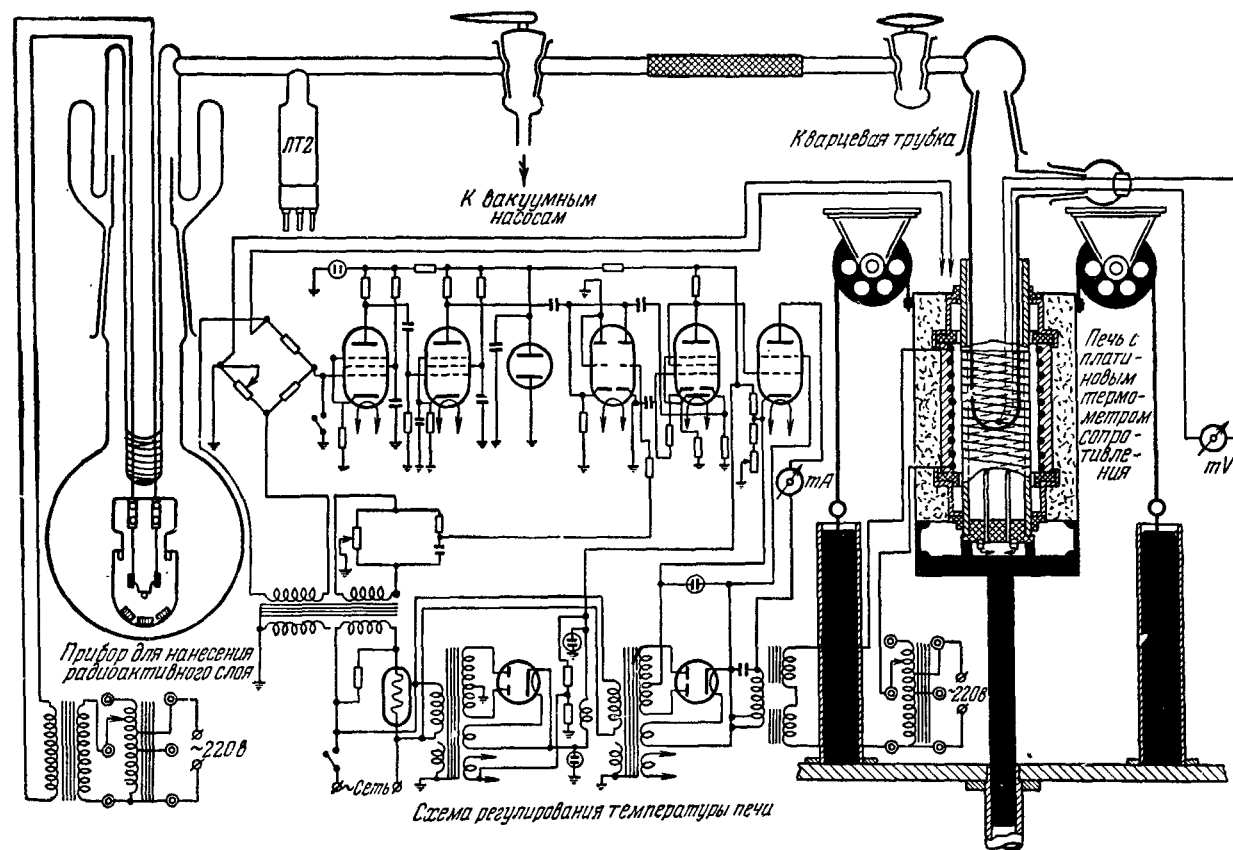 ЛТ2
К вакуумным
насосам
Кварцевая трубка
Печь с
плати-
новым
термо-
метром
сопро-
тивле-
ния
mV
mA
Прибор для нанесения
радиоактивного слоя
~220в
~Сеть
~220в
Схема регулирования температуры печи